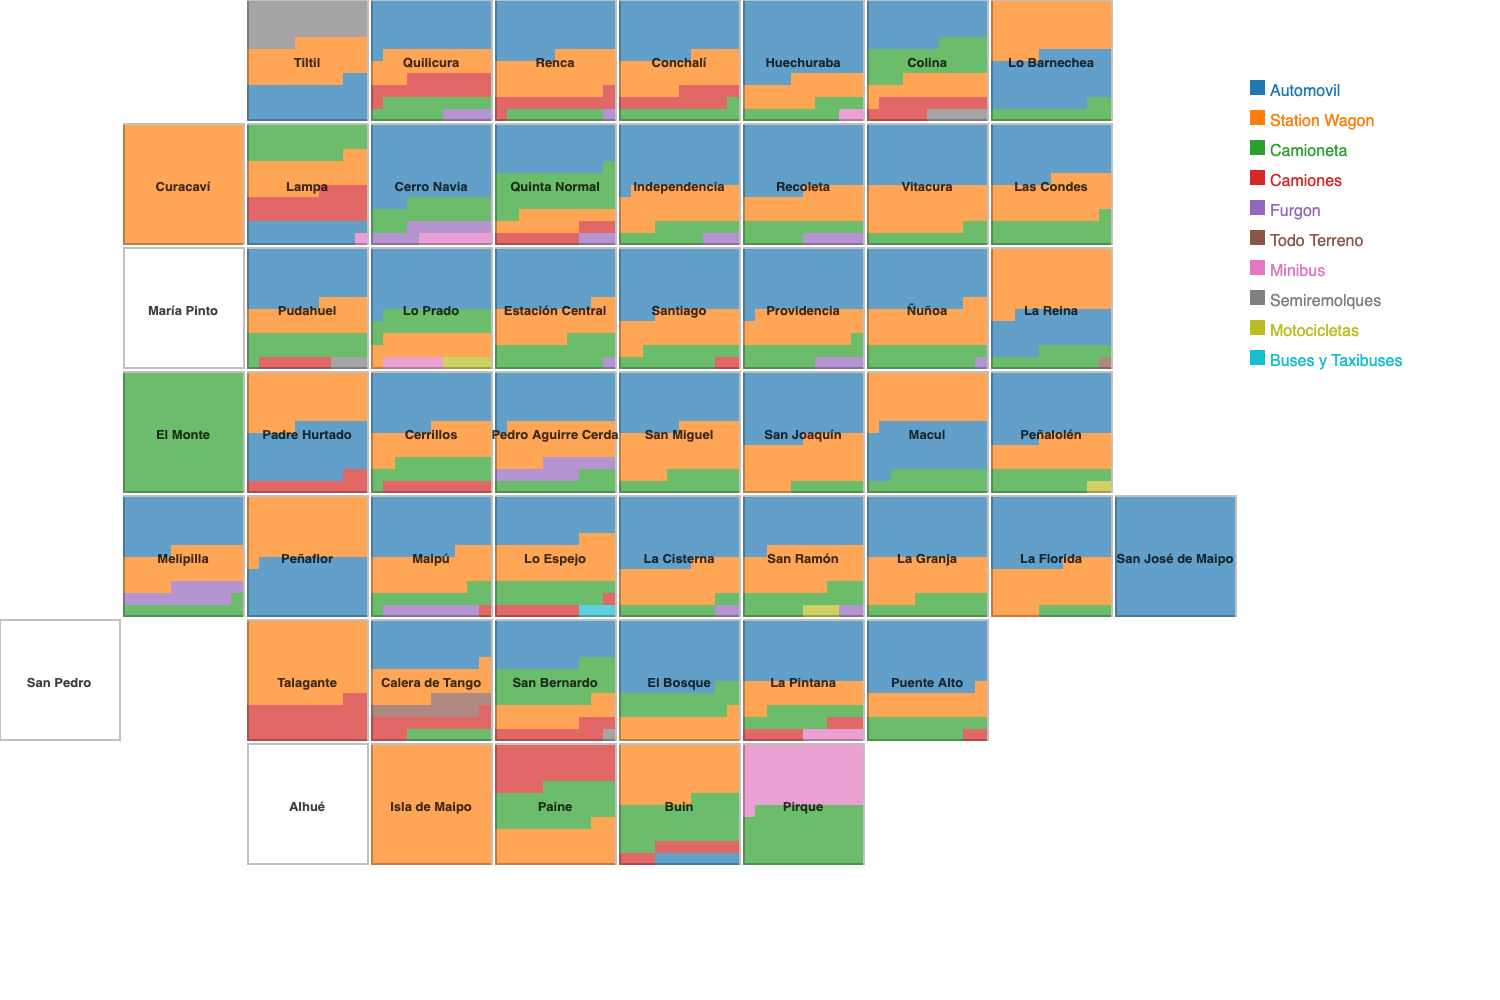 Tiltil
Quilicura
Renca
Conchalí
Huechuraba
Colina
Lo Barnechea
Curacaví
Lampa
Cerro Navia
Quinta Normal
Independencia
Recoleta
Vitacura
Las Condes
María Pinto
Pudahuel
Lo Prado
Estación Central
Santiago
Providencia
Ñuñoa
La Reina
El Monte
Padre Hurtado
Cerrillos
Pedro Aguirre Cerda
San Miguel
San Joaquín
Macul
Peñalolén
Melipilla
Peñaflor
Maipú
Lo Espejo
La Cisterna
San Ramón
La Granja
La Florida
San José de Maipo
San Pedro
Talagante
Calera de Tango
San Bernardo
El Bosque
La Pintana
Puente Alto
Alhué
Isla de Maipo
Paine
Buin
Pirque
Automovil
Station Wagon
Camioneta
Camiones
Furgon
Todo Terreno
Minibus
Semiremolques
Motocicletas
Buses y Taxibuses